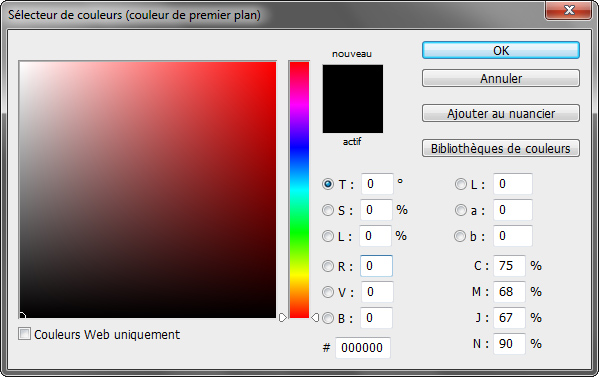 Sélecteur de couleurs (couleur de premier plan)
nouveau
actif
OK
Annuler
Ajouter au nuancier
Bibliothèques de couleurs
T : 0 °
S : 0 %
L : 0 %
R : 0
V : 0
B : 0
# 000000
L : 0
a : 0
b : 0
C : 75 %
M : 68 %
J : 67 %
N : 90 %
Couleurs Web uniquement